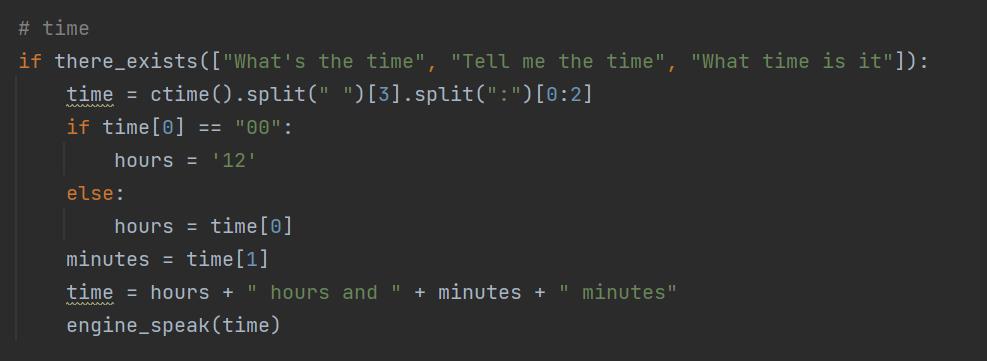 # time
if there_exists(["What's the time", "Tell me the time", "What time is it"]):
    time = ctime().split(" ")[3].split(":")[0:2]
    if time[0] == "00":
        hours = '12'
    else:
        hours = time[0]
    minutes = time[1]
    time = hours + " hours and " + minutes + " minutes"
    engine_speak(time)